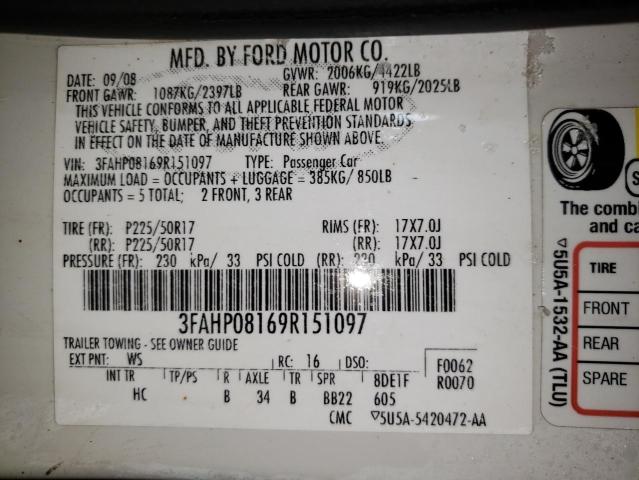 MFD. BY FORD MOTOR CO.
DATE: 09/08 GVWR: 2006KG/4422LB
FRONT GAWR: 1087KG/2397LB REAR GAWR: 919KG/2025LB
THIS VEHICLE CONFORMS TO ALL APPLICABLE FEDERAL MOTOR
VEHICLE SAFETY, BUMPER, AND THEFT PREVENTION STANDARDS
IN EFFECT ON THE DATE OF MANUFACTURE SHOWN ABOVE.
VIN: 3FAHP08169R151097 TYPE: Passenger Car
MAXIMUM LOAD = OCCUPANTS + LUGGAGE = 385KG/ 850LB
OCCUPANTS = 5 TOTAL; 2 FRONT, 3 REAR
TIRE (FR): P225/50R17 RIMS (FR): 17X7.0J
(RR): P225/50R17 (RR): 17X7.0J
PRESSURE (FR): 230 kPa/ 33 PSI COLD (RR): 230 kPa/ 33 PSI COLD
3FAHP08169R151097
TRAILER TOWING - SEE OWNER GUIDE
EXT PNT: WS RC: 16 DSO: F0062
INT TR TP/PS R AXLE TR SPR 8DE1F R0070
HC B 34 B BB22 605
CMC ▽5U5A-5420472-AA
The combi
and ca
▽5U5A-1532-AA (TLU)
TIRE
FRONT
REAR
SPARE